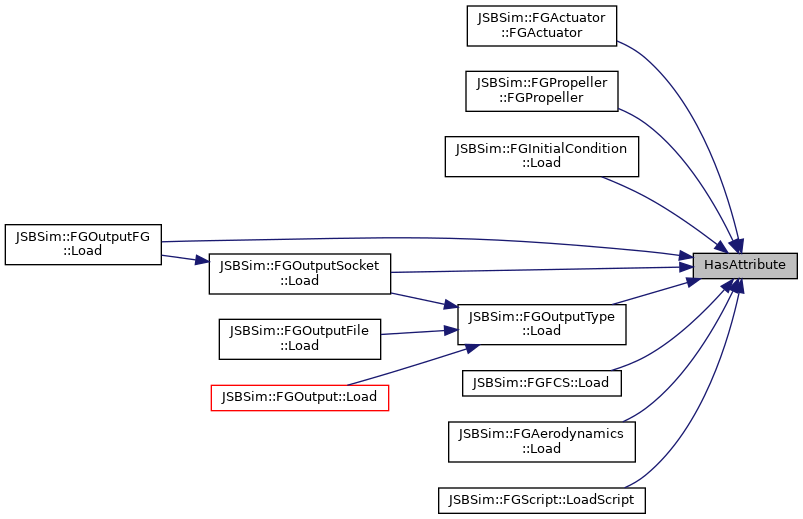 JSBSim::FGActuator
::FGActuator
JSBSim::FGPropeller
::FGPropeller
JSBSim::FGInitialCondition
::Load
JSBSim::FGOutputFG
::Load
JSBSim::FGOutputSocket
::Load
HasAttribute
JSBSim::FGOutputType
::Load
JSBSim::FGOutputFile
::Load
JSBSim::FGFCS::Load
JSBSim::FGOutput::Load
JSBSim::FGAerodynamics
::Load
JSBSim::FGScript::LoadScript